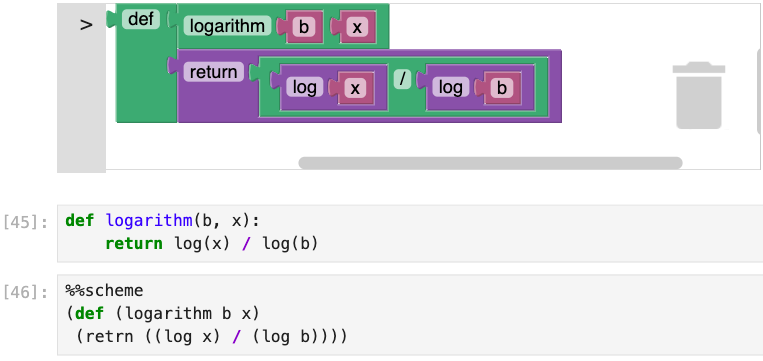 > def logarithm b x
return log x / log b
[45]: def logarithm(b, x):
return log(x) / log(b)
[46]: %%scheme
(def (logarithm b x)
(retrn ((log x) / (log b))))